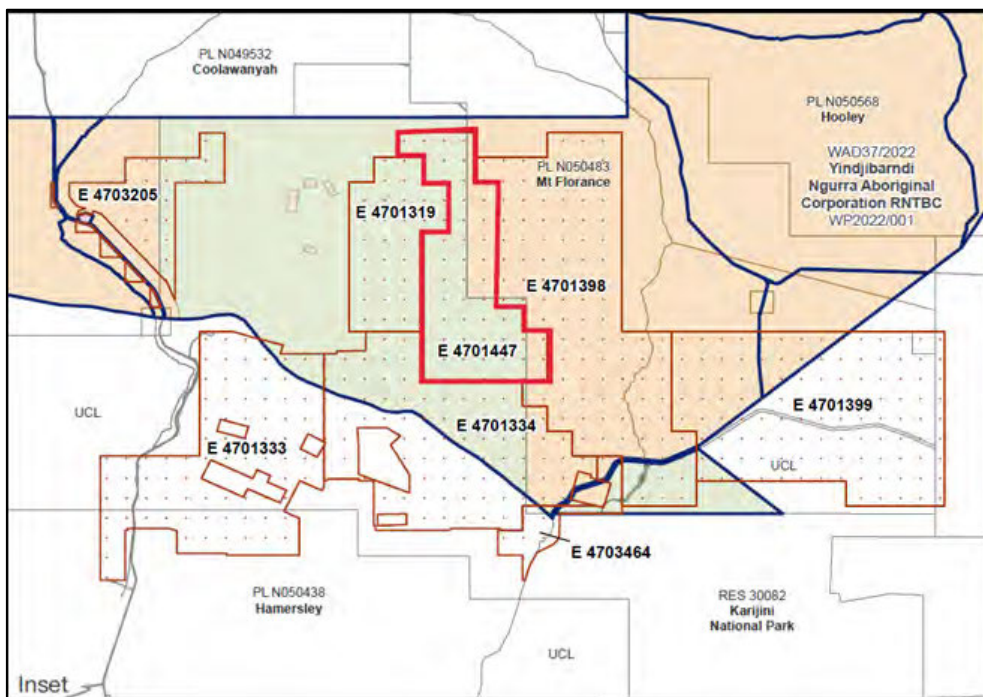 PL N049532
Coolawanyah
PL N050568
Hooley
WAD37/2022
Yindjibarndi
Ngurra Aboriginal
Corporation RNTBC
WP2022/001
PL N050483
Mt Florance
E 4703205
E 4701319
E 4701398
E 4701447
E 4701399
UCL
E 4701334
E 4701333
UCL
E 4703464
PL N050438
Hamersley
RES 30082
Karijini
National Park
UCL
Inset